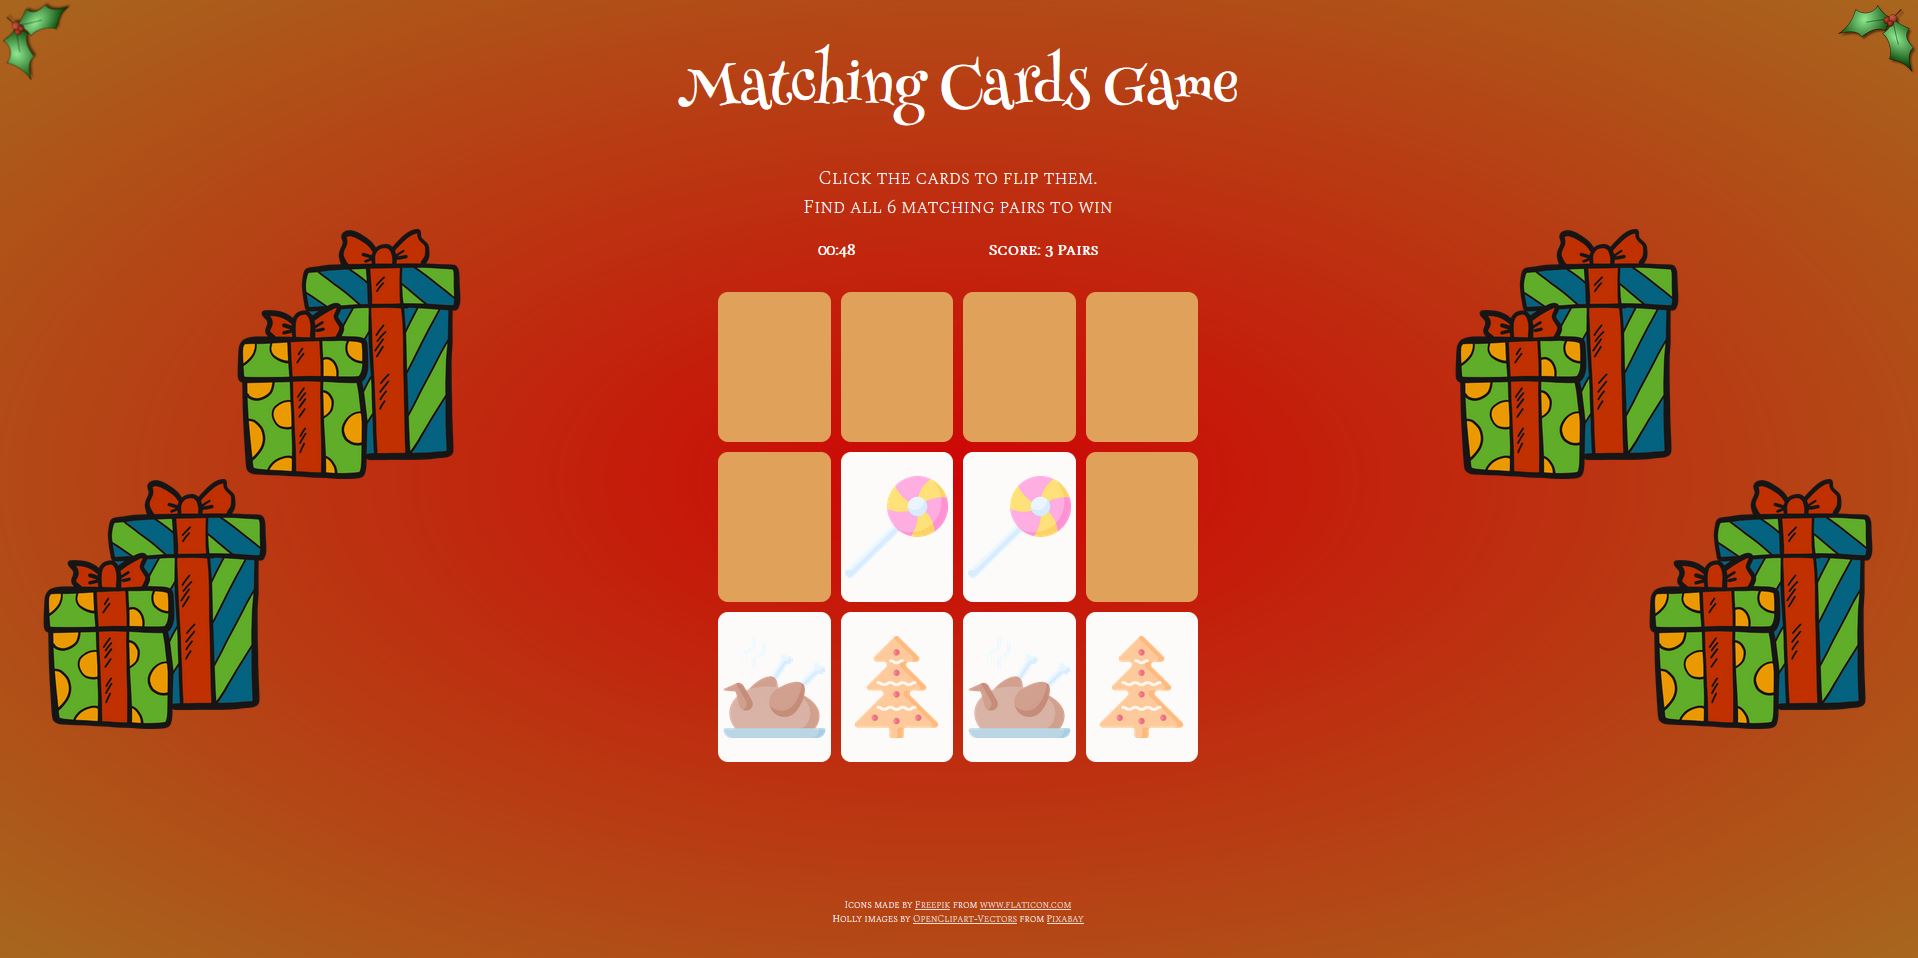 Matching Cards Game
Click the cards to flip them.
Find all 6 matching pairs to win
00:48 Score: 3 Pairs
Icons made by Freepik from www.flaticon.com
Holly images by OpenClipart-Vectors from Pixabay